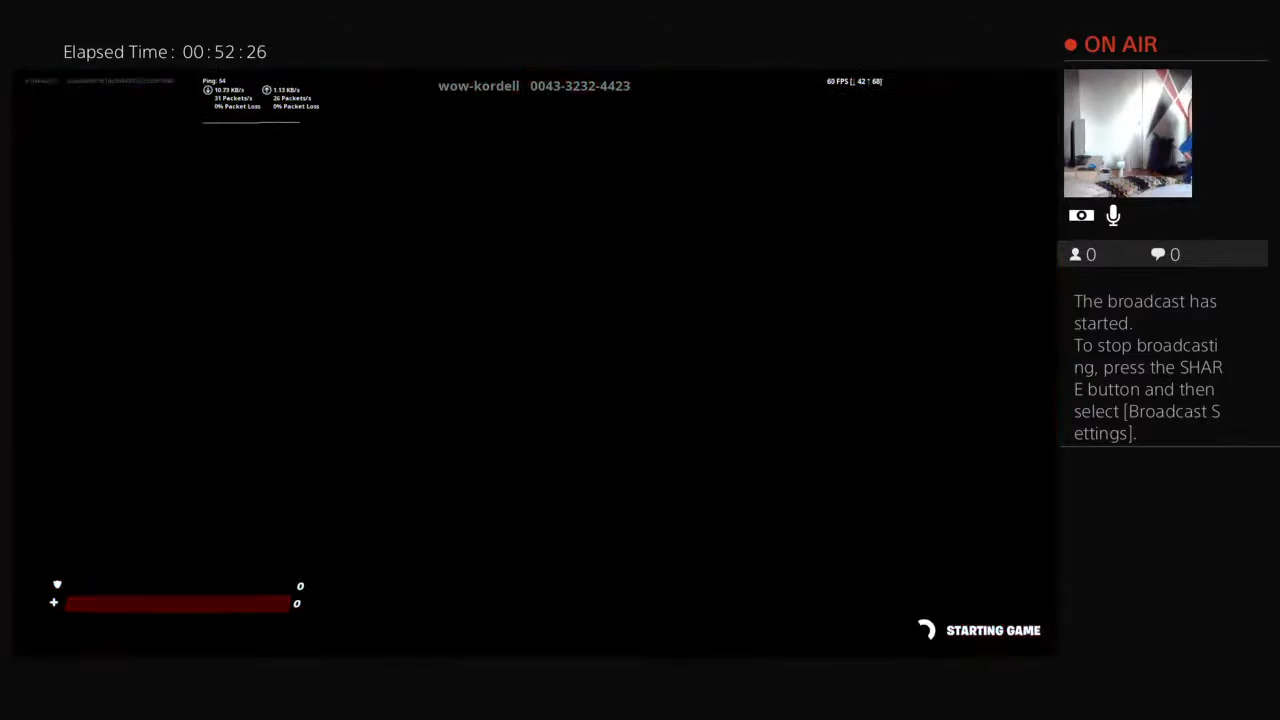 Elapsed Time: 00:52:26
ON AIR
Ping: 54
10.73 KB/s 1.13 KB/s
31 Packets/s 26 Packets/s
0% Packet Loss 0% Packet Loss
wow-kordell 0043-3232-4423
60 FPS [↓ 42 ↑ 68]
0 0
The broadcast has
started.
To stop broadcasti
ng, press the SHAR
E button and then
select [Broadcast S
ettings].
0
0
STARTING GAME